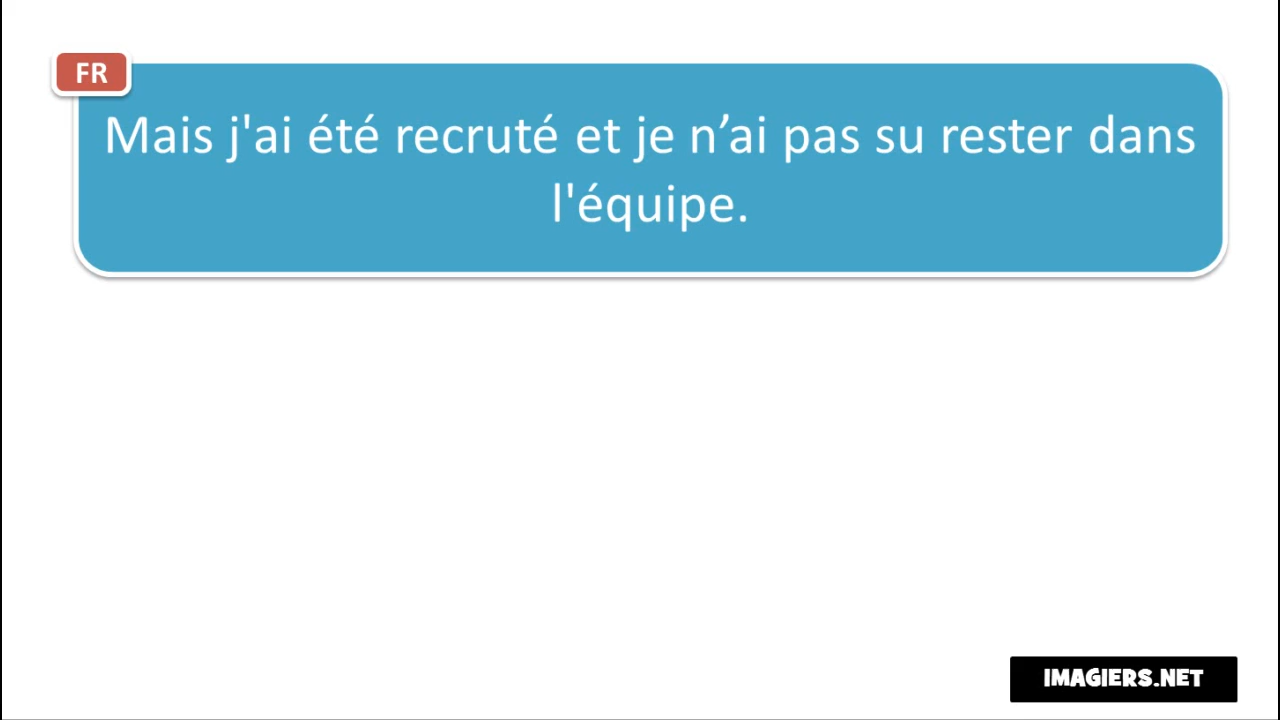 FR
Mais j'ai été recruté et je n’ai pas su rester dans
l'équipe.
IMAGIERS.NET